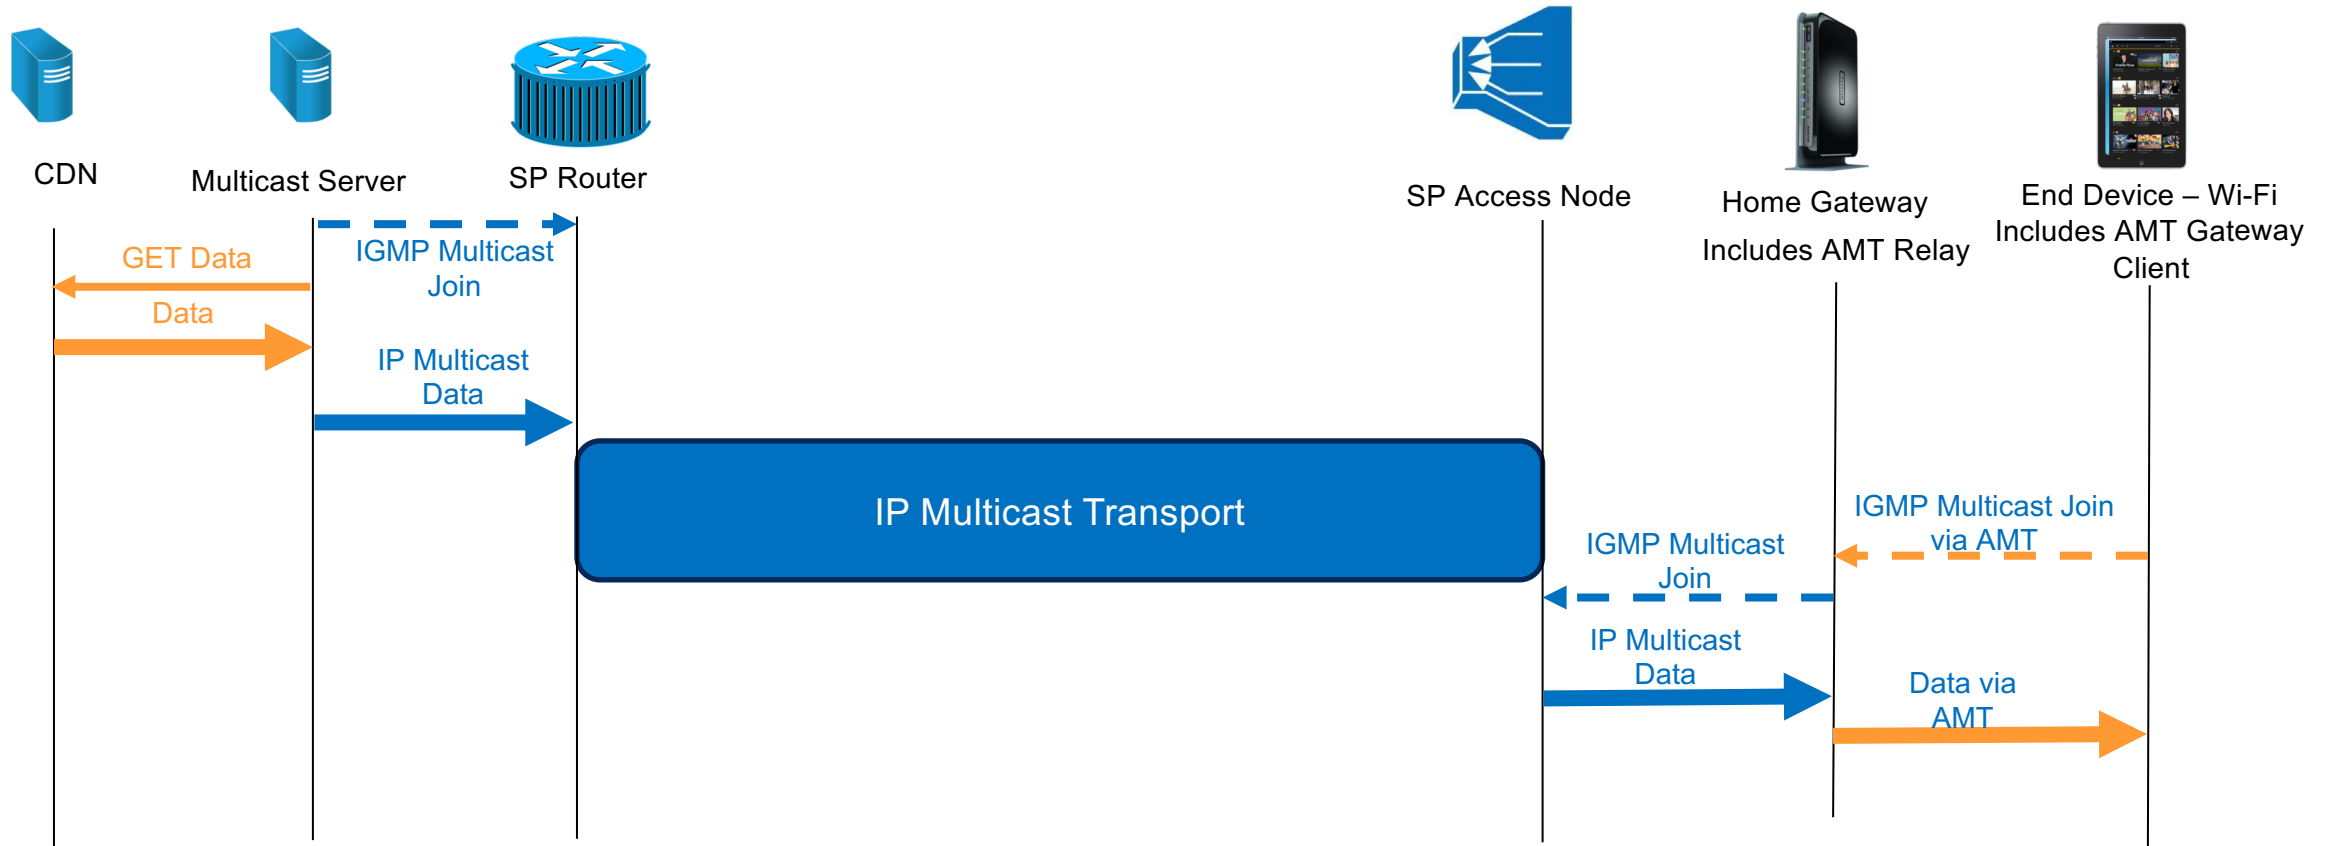 CDN
Multicast Server
SP Router
SP Access Node
Home Gateway
Includes AMT Relay
End Device – Wi-Fi
Includes AMT Gateway
Client
GET Data
Data
IGMP Multicast
Join
IP Multicast
Data
IP Multicast Transport
IGMP Multicast Join
via AMT
IGMP Multicast
Join
IP Multicast
Data
Data via
AMT